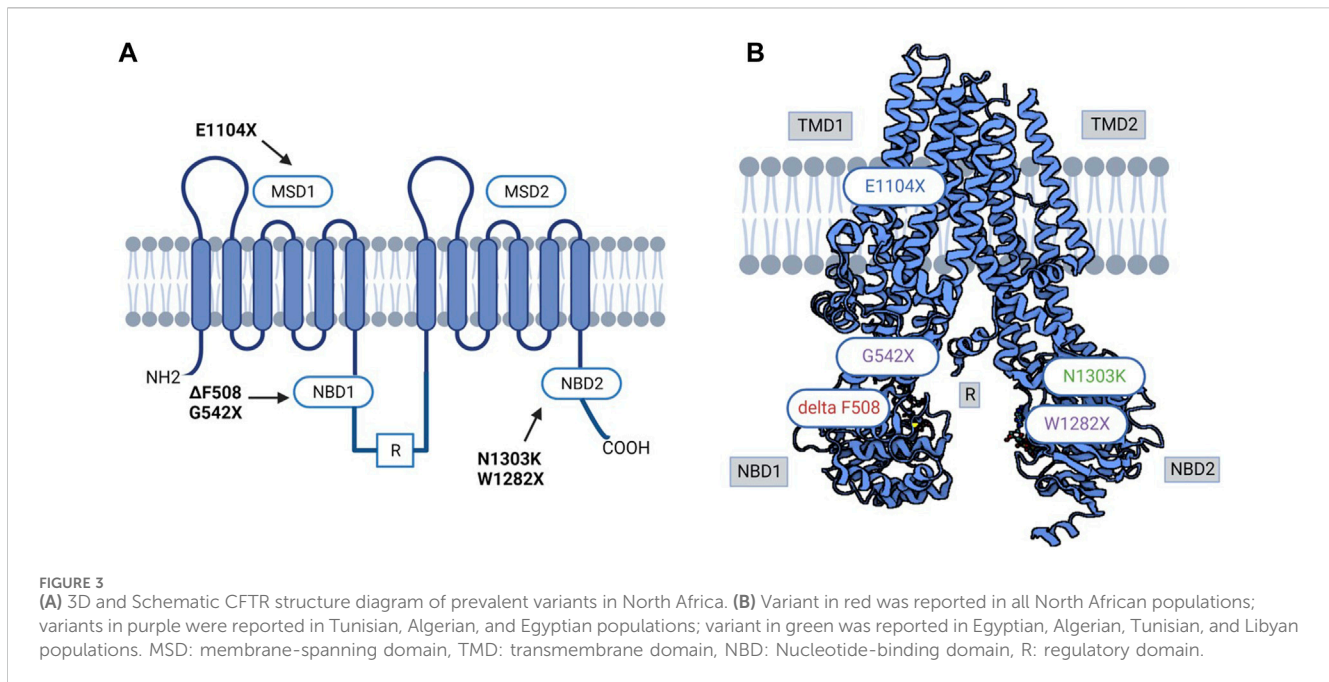 A
E1104X
MSD1
MSD2
NH2
ΔF508
G542X
NBD1
R
NBD2
N1303K
W1282X
COOH
B
TMD1
TMD2
E1104X
G542X
R
N1303K
delta F508
W1282X
NBD1
NBD2
FIGURE 3
(A) 3D and Schematic CFTR structure diagram of prevalent variants in North Africa. (B) Variant in red was reported in all North African populations;
variants in purple were reported in Tunisian, Algerian, and Egyptian populations; variant in green was reported in Egyptian, Algerian, Tunisian, and Libyan
populations. MSD: membrane-spanning domain, TMD: transmembrane domain, NBD: Nucleotide-binding domain, R: regulatory domain.